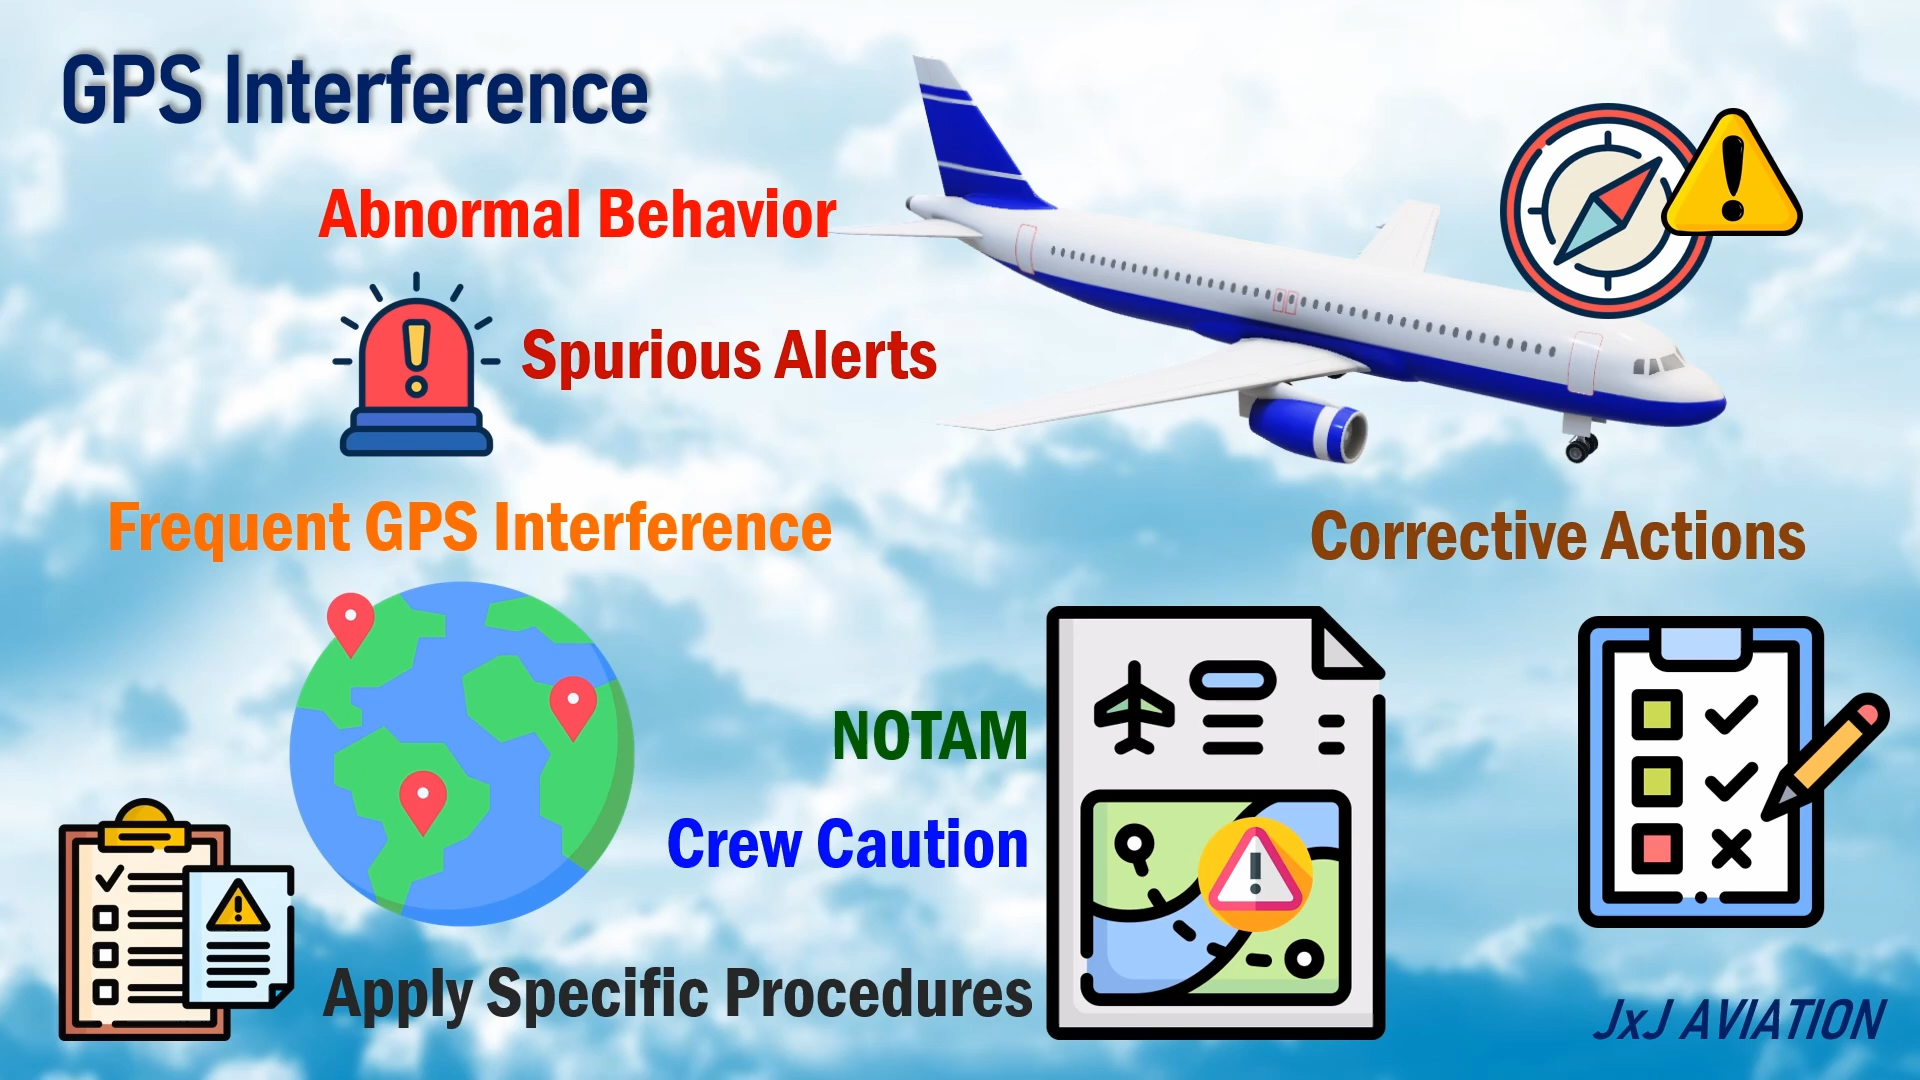 GPS Interference
Abnormal Behavior
Spurious Alerts
Frequent GPS Interference
Corrective Actions
NOTAM
Crew Caution
Apply Specific Procedures
JxJ AVIATION